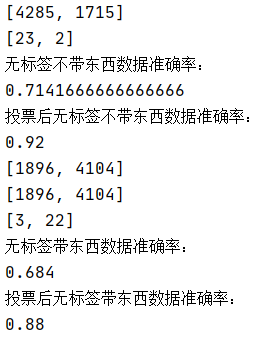 [4285, 1715]
[23, 2]
无标签不带东西数据准确率:
0.7141666666666666
投票后无标签不带东西数据准确率:
0.92
[1896, 4104]
[1896, 4104]
[3, 22]
无标签带东西数据准确率:
0.684
投票后无标签带东西数据准确率:
0.88